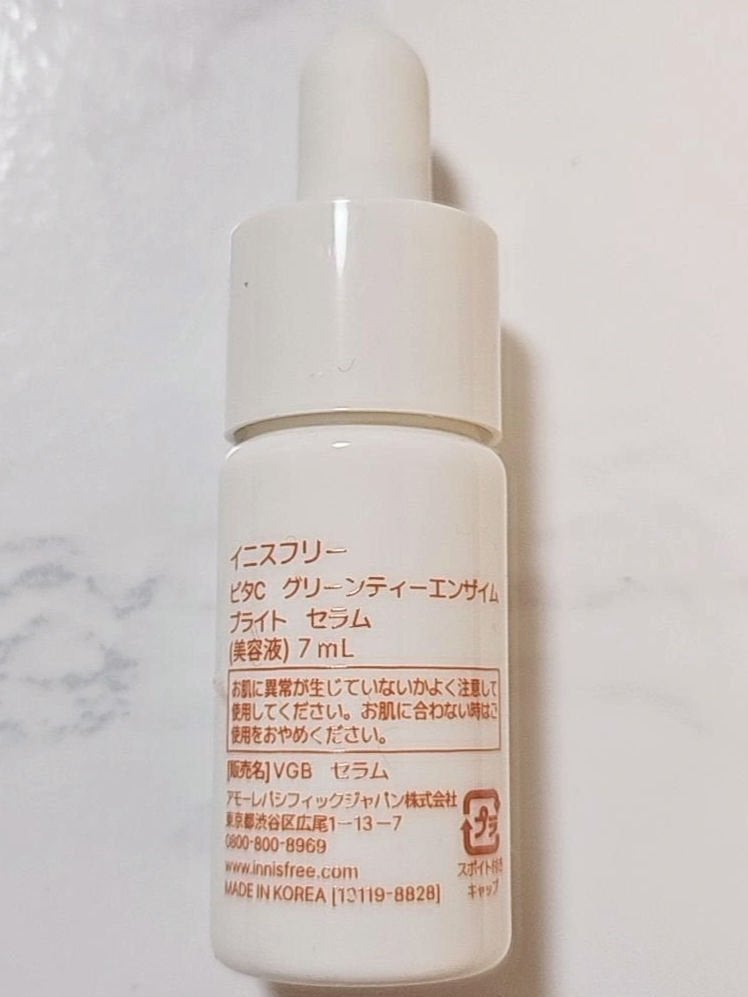 イニスフリー
ビタC グリーンティーエンザイム
ブライト セラム
(美容液) 7mL
お肌に異常が生じていないかよく注意して
使用してください。お肌に合わない時はご
使用をおやめください。
[販売名]VGB セラム
アモーレパシフィックジャパン株式会社
東京都渋谷区広尾1-13-7
0800-800-8969
www.innisfree.com
MADE IN KOREA
プラ
スポイト付き
キャップ